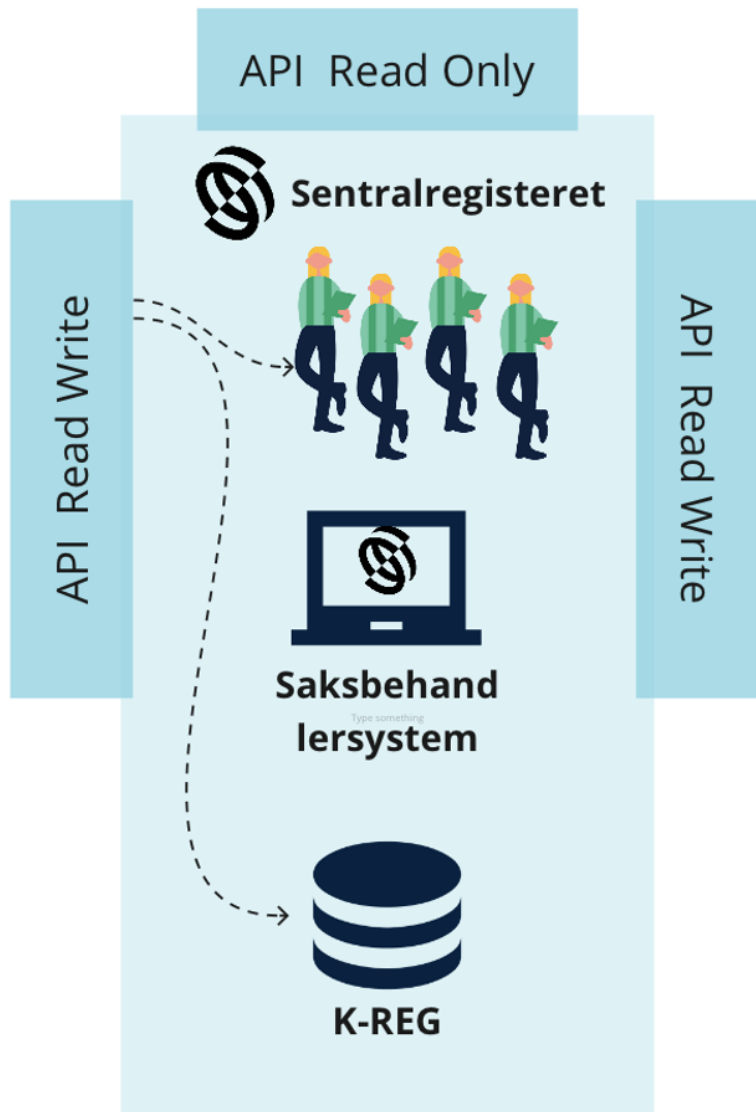 API Read Only
Sentralregisteret
API Read Write
API Read Write
Saksbehand
Type something
lersystem
K-REG